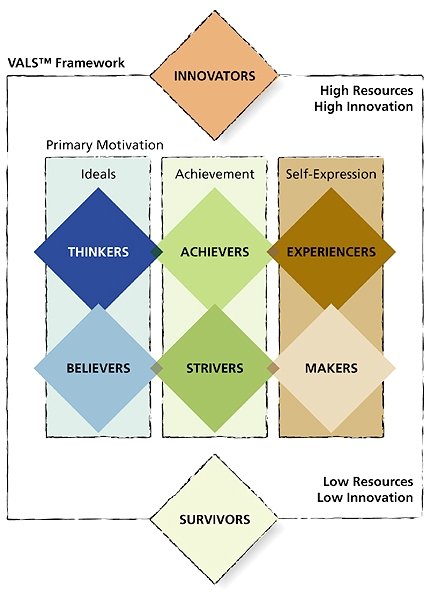 VALS™ Framework
INNOVATORS
High Resources
High Innovation
Primary Motivation
Ideals
Achievement
Self-Expression
THINKERS
ACHIEVERS
EXPERIENCERS
BELIEVERS
STRIVERS
MAKERS
Low Resources
Low Innovation
SURVIVORS